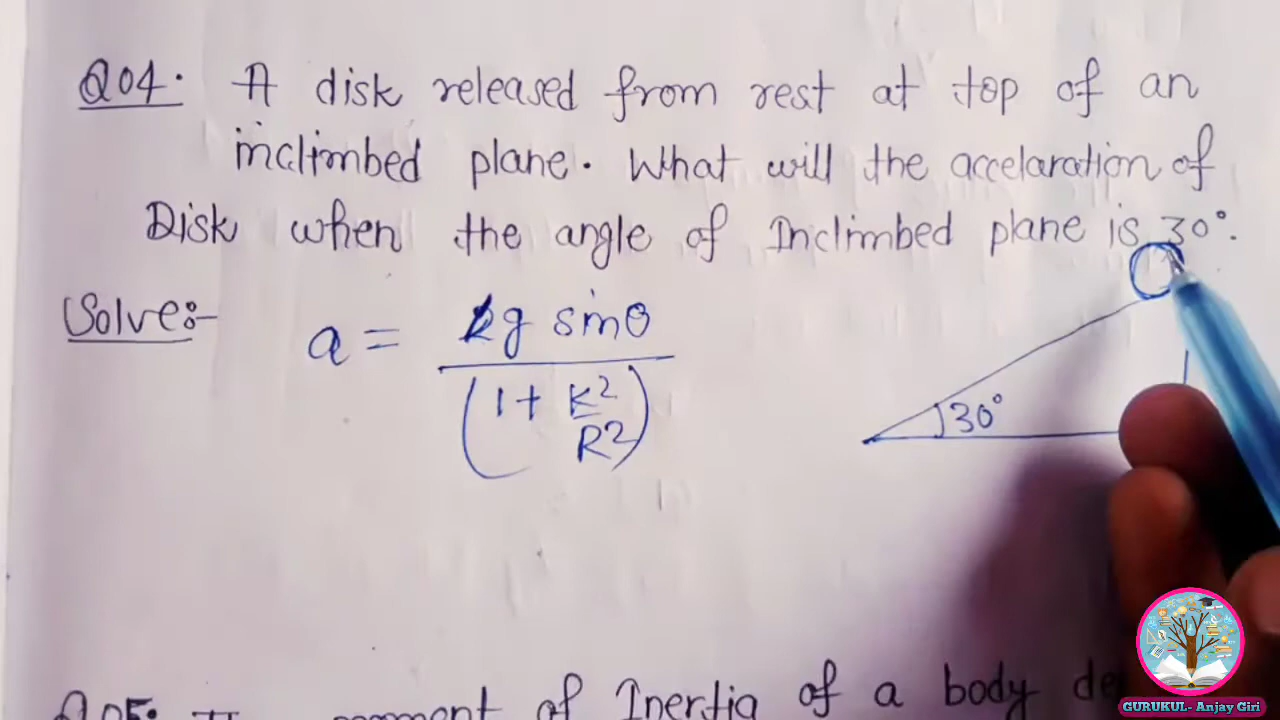 Q04. A disk released from rest at top of an
inclimbed plane. What will the accelaration of
Disk when the angle of Inclimbed plane is 30°.
Solve:-
a = g sinθ / (1 + K²/R²)
30°
Q05. moment of Inertia of a body
GURUKUL- Anjay Giri